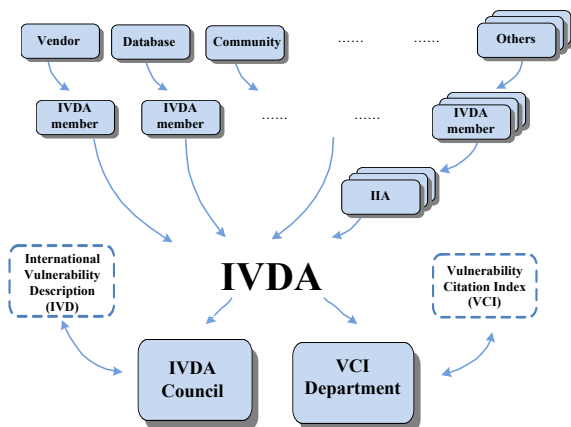 Vendor
Database
Community
......
......
Others
IVDA
member
IVDA
member
......
......
IVDA
member
IIA
International
Vulnerability
Description
(IVD)
IVDA
Vulnerability
Citation Index
(VCI)
IVDA
Council
VCI
Department